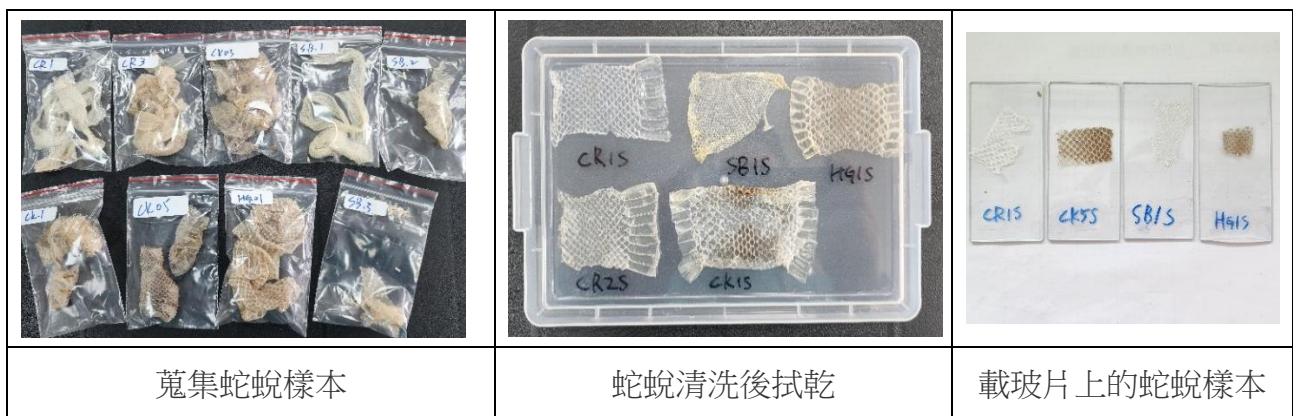 CR1
CR3
CK03
SB.1
SB.2
CK.1
CK05
HG01
SB.3
CR1S
SB1S
HG1S
CR2S
CK1S
CR1S
CK5S
SB1S
HG1S
蒐集蛇蛻樣本
蛇蛻清洗後拭乾
載玻片上的蛇蛻樣本